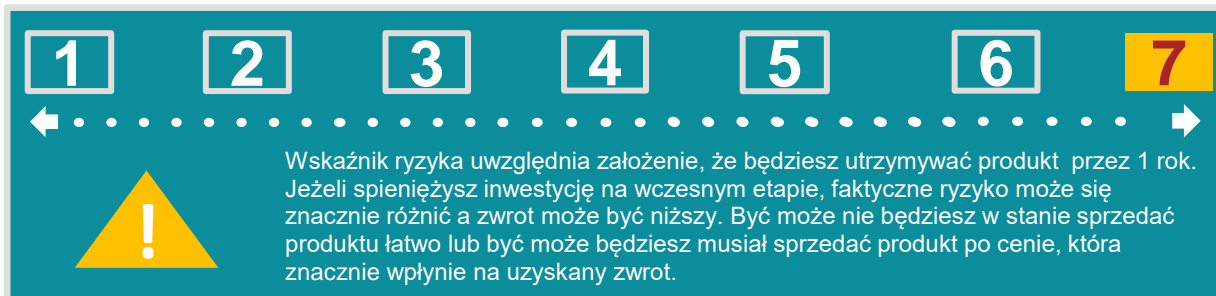 1 2 3 4 5 6 7
Wskaźnik ryzyka uwzględnia założenie, że będziesz utrzymywać produkt  przez 1 rok.
Jeżeli spieniężysz inwestycję na wczesnym etapie, faktyczne ryzyko może się
znacznie różnić a zwrot może być niższy. Być może nie będziesz w stanie sprzedać
produktu łatwo lub być może będziesz musiał sprzedać produkt po cenie, która
znacznie wpłynie na uzyskany zwrot.
!